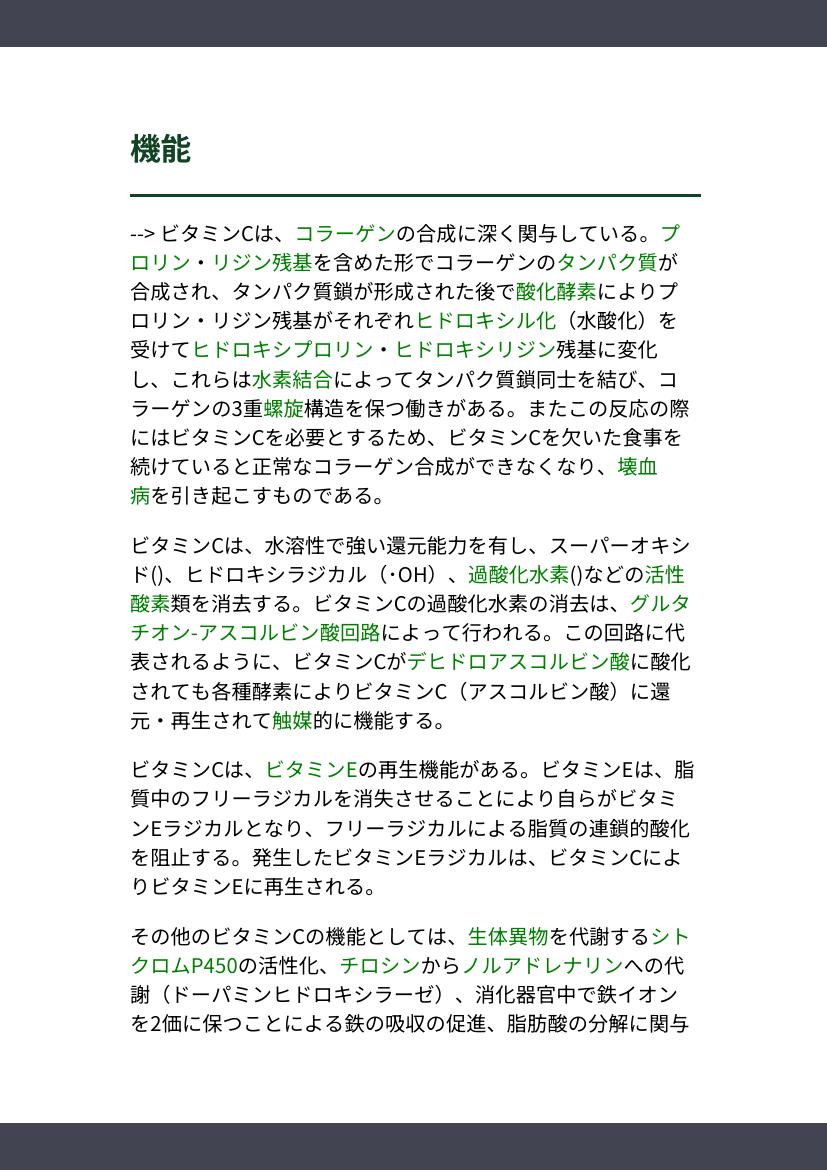 機能
--> ビタミンCは、コラーゲンの合成に深く関与している。プ
ロリン・リジン残基を含めた形でコラーゲンのタンパク質が
合成され、タンパク質鎖が形成された後で酸化酵素によりプ
ロリン・リジン残基がそれぞれヒドロキシル化（水酸化）を
受けてヒドロキシプロリン・ヒドロキシリジン残基に変化
し、これらは水素結合によってタンパク質鎖同士を結び、コ
ラーゲンの3重螺旋構造を保つ働きがある。またこの反応の際
にはビタミンCを必要とするため、ビタミンCを欠いた食事を
続けていると正常なコラーゲン合成ができなくなり、壊血
病を引き起こすものである。
ビタミンCは、水溶性で強い還元能力を有し、スーパーオキシ
ド()、ヒドロキシラジカル（·OH）、過酸化水素()などの活性
酸素類を消去する。ビタミンCの過酸化水素の消去は、グルタ
チオン-アスコルビン酸回路によって行われる。この回路に代
表されるように、ビタミンCがデヒドロアスコルビン酸に酸化
されても各種酵素によりビタミンC（アスコルビン酸）に還
元・再生されて触媒的に機能する。
ビタミンCは、ビタミンEの再生機能がある。ビタミンEは、脂
質中のフリーラジカルを消失させることにより自らがビタミ
ンEラジカルとなり、フリーラジカルによる脂質の連鎖的酸化
を阻止する。発生したビタミンEラジカルは、ビタミンCによ
りビタミンEに再生される。
その他のビタミンCの機能としては、生体異物を代謝するシト
クロムP450の活性化、チロシンからノルアドレナリンへの代
謝（ドーパミンヒドロキシラーゼ）、消化器官中で鉄イオン
を2価に保つことによる鉄の吸収の促進、脂肪酸の分解に関与